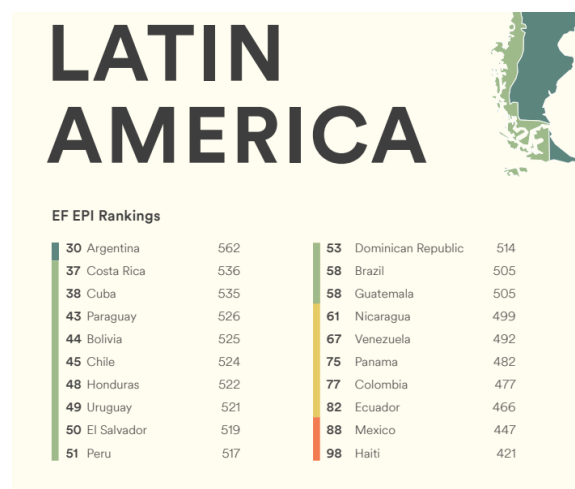 LATIN
AMERICA
EF EPI Rankings
30 Argentina 562
37 Costa Rica 536
38 Cuba 535
43 Paraguay 526
44 Bolivia 525
45 Chile 524
48 Honduras 522
49 Uruguay 521
50 El Salvador 519
51 Peru 517
53 Dominican Republic 514
58 Brazil 505
58 Guatemala 505
61 Nicaragua 499
67 Venezuela 492
75 Panama 482
77 Colombia 477
82 Ecuador 466
88 Mexico 447
98 Haiti 421